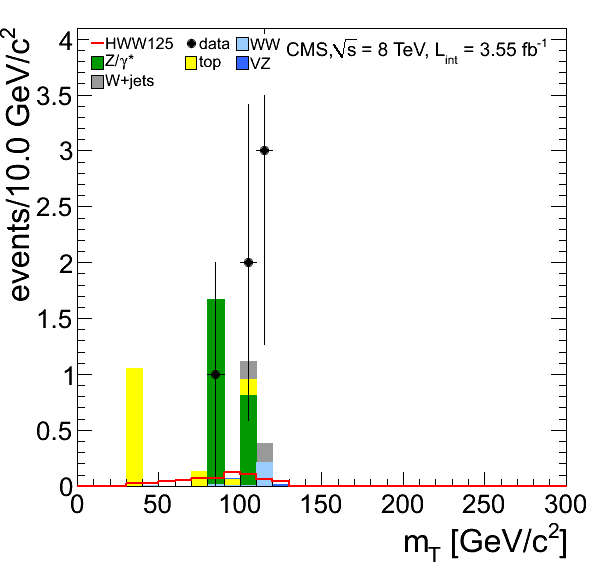 HWW125 data WW
Z/γ* top VZ
W+jets
CMS,√s = 8 TeV, L_int = 3.55 fb⁻¹
events/10.0 GeV/c²
4
3.5
3
2.5
2
1.5
1
0.5
0
0 50 100 150 200 250 300
m_T [GeV/c²]